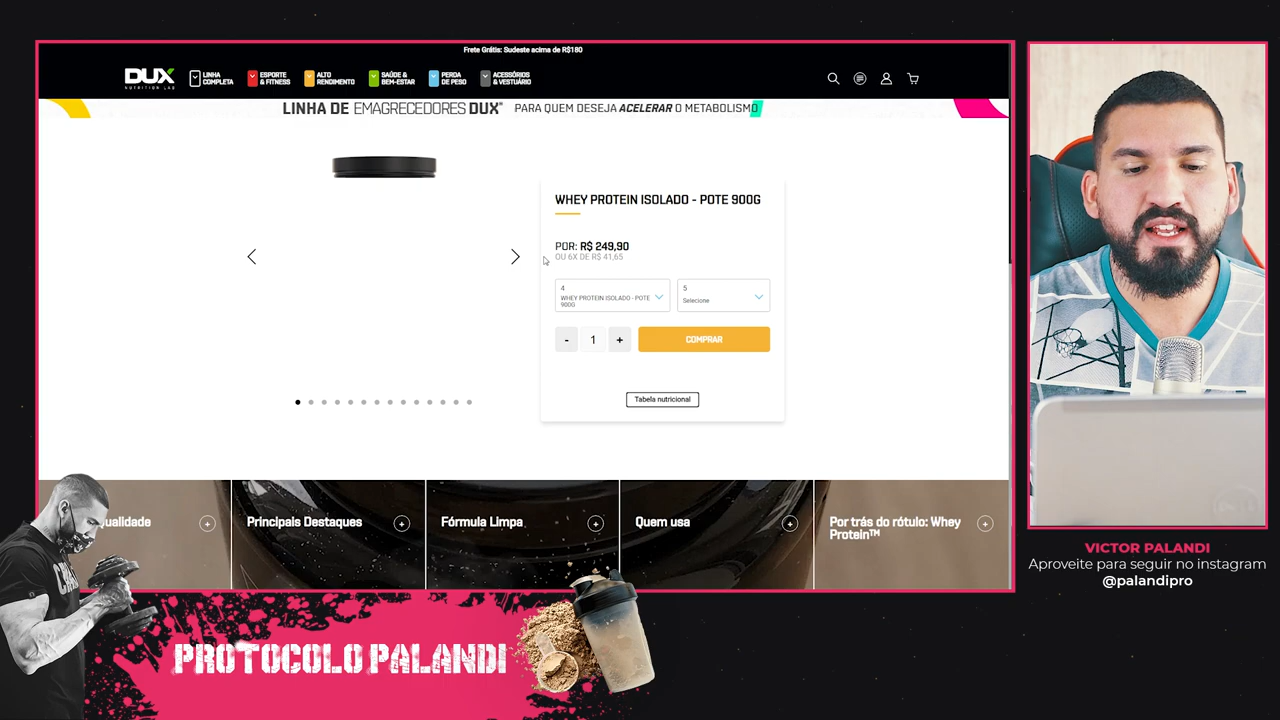 Frete Grátis: Sudeste acima de R$180
DUX
NUTRITION LAB
LINHA
COMPLETA
ESPORTE
& FITNESS
ALTO
RENDIMENTO
SAÚDE &
BEM-ESTAR
PERDA
DE PESO
ACESSÓRIOS
& VESTUÁRIO
LINHA DE EMAGRECEDORES DUX® PARA QUEM DESEJA ACELERAR O METABOLISMO
WHEY PROTEIN ISOLADO - POTE 900G
POR: R$ 249,90
OU 6X DE R$ 41,65
4
WHEY PROTEIN ISOLADO - POTE
900G
5
Selecione
- 1 +
COMPRAR
Tabela nutricional
ualidade
Principais Destaques
Fórmula Limpa
Quem usa
Por trás do rótulo: Whey
Protein™
VICTOR PALANDI
Aproveite para seguir no instagram
@palandipro
PROTOCOLO PALANDI